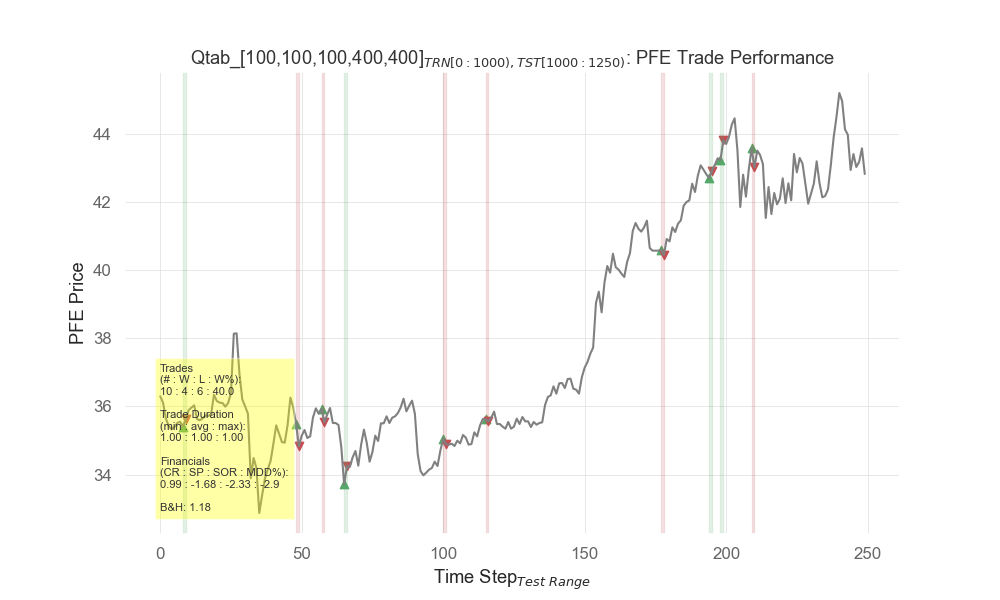 Qtab_[100,100,100,400,400]TRN[0 : 1000), TST[1000 : 1250): PFE Trade Performance
PFE Price
44
42
40
38
36
34
Trades
(# : W : L : W%):
10 : 4 : 6 : 40.0
Trade Duration
(min : avg : max):
1.00 : 1.00 : 1.00
Financials
(CR : SP : SOR : MDD%):
0.99 : -1.68 : -2.33 : -2.9
B&H: 1.18
0 50 100 150 200 250
Time Step Test Range